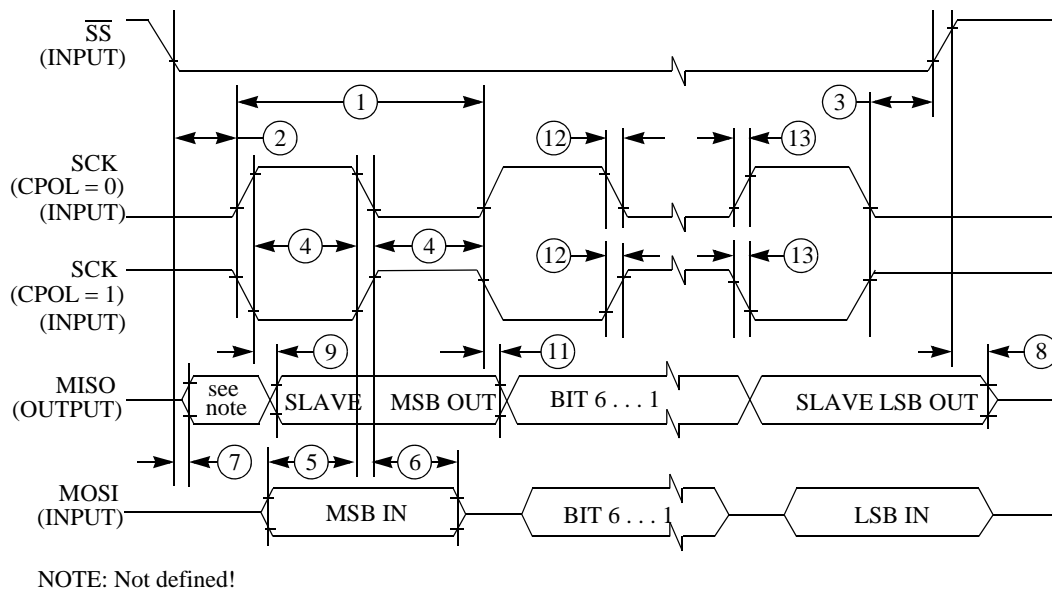 SS
(INPUT)
1
3
2
12
13
SCK
(CPOL = 0)
(INPUT)
4
4
12
13
SCK
(CPOL = 1)
(INPUT)
9
11
8
MISO
(OUTPUT)
see
note
SLAVE
MSB OUT
BIT 6 . . . 1
SLAVE LSB OUT
7
5
6
MOSI
(INPUT)
MSB IN
BIT 6 . . . 1
LSB IN
NOTE: Not defined!